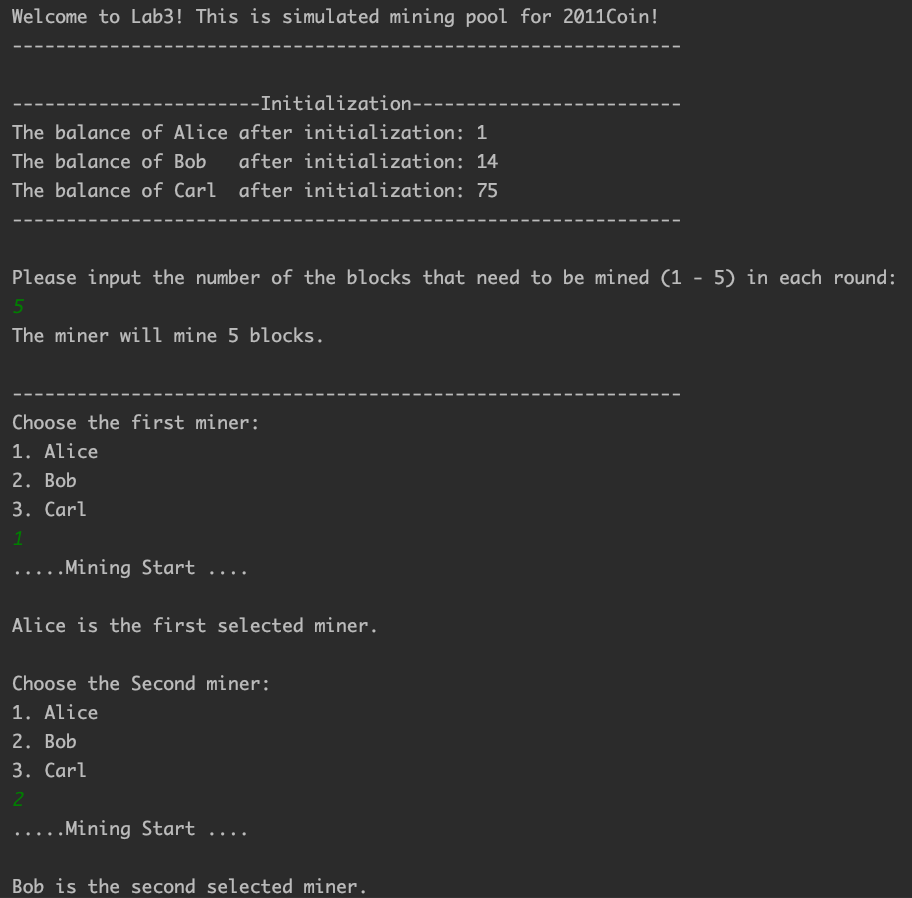 Welcome to Lab3! This is simulated mining pool for 2011Coin!
--------------------------------------------------------------

-----------------------Initialization-------------------------
The balance of Alice after initialization: 1
The balance of Bob   after initialization: 14
The balance of Carl  after initialization: 75
--------------------------------------------------------------

Please input the number of the blocks that need to be mined (1 - 5) in each round:
5
The miner will mine 5 blocks.

--------------------------------------------------------------
Choose the first miner:
1. Alice
2. Bob
3. Carl
1
.....Mining Start ....

Alice is the first selected miner.

Choose the Second miner:
1. Alice
2. Bob
3. Carl
2
.....Mining Start ....

Bob is the second selected miner.